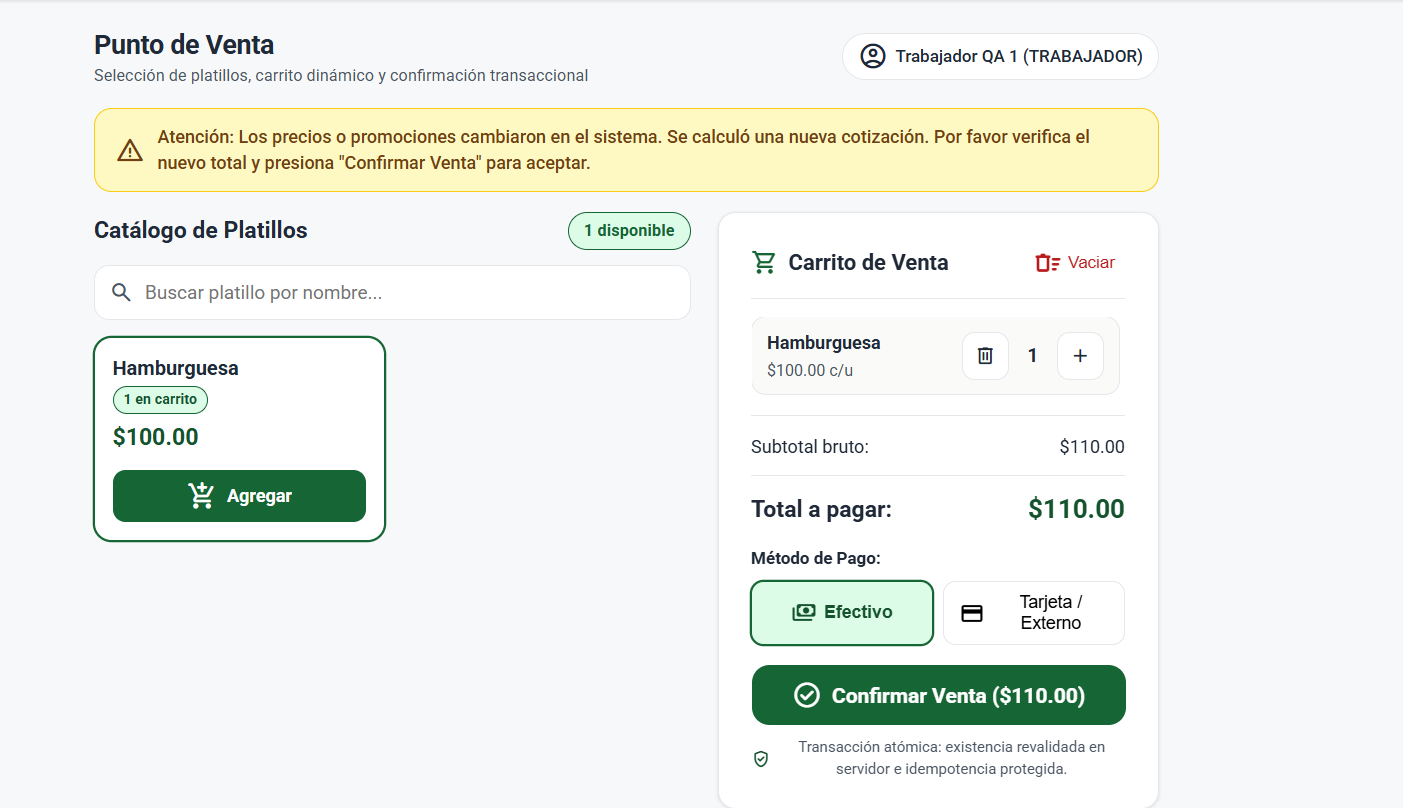 Punto de Venta
Selección de platillos, carrito dinámico y confirmación transaccional
Trabajador QA 1 (TRABAJADOR)
Atención: Los precios o promociones cambiaron en el sistema. Se calculó una nueva cotización. Por favor verifica el
nuevo total y presiona "Confirmar Venta" para aceptar.
Catálogo de Platillos
1 disponible
Buscar platillo por nombre...
Hamburguesa
1 en carrito
$100.00
Agregar
Carrito de Venta
Vaciar
Hamburguesa
$100.00 c/u
1
Subtotal bruto:
$110.00
Total a pagar:
$110.00
Método de Pago:
Efectivo
Tarjeta /
Externo
Confirmar Venta ($110.00)
Transacción atómica: existencia revalidada en
servidor e idempotencia protegida.